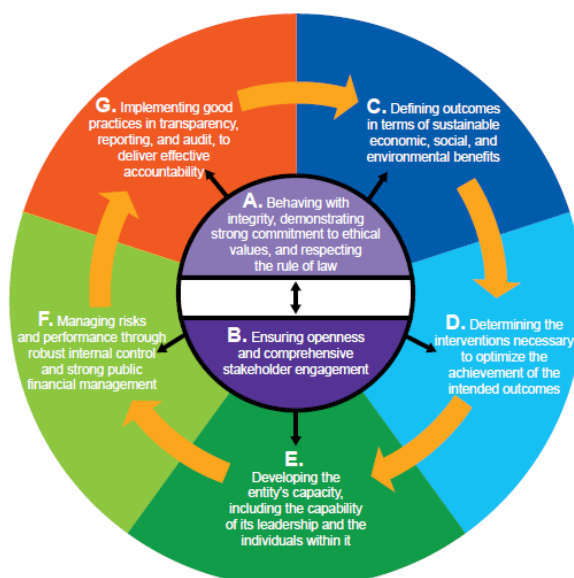 A. Behaving with
integrity, demonstrating
strong commitment to ethical
values, and respecting
the rule of law
B. Ensuring openness
and comprehensive
stakeholder engagement
C. Defining outcomes
in terms of sustainable
economic, social, and
environmental benefits
D. Determining the
interventions necessary
to optimize the
achievement of the
intended outcomes
E.
Developing the
entity's capacity,
including the capability
of its leadership and the
individuals within it
F. Managing risks
and performance through
robust internal control
and strong public
financial management
G. Implementing good
practices in transparency,
reporting, and audit, to
deliver effective
accountability